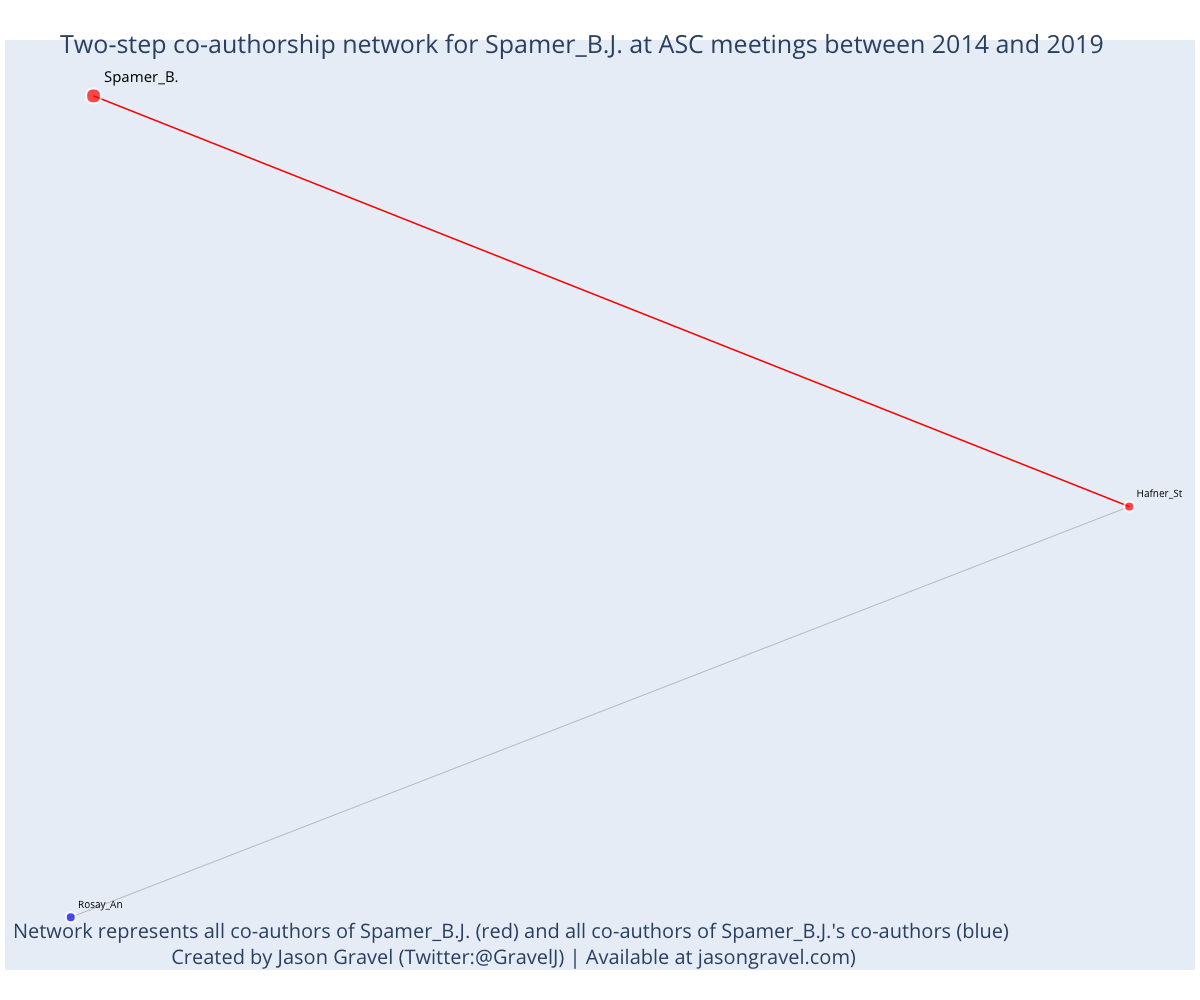 Two-step co-authorship network for Spamer_B.J. at ASC meetings between 2014 and 2019
Spamer_B.
Hafner_St
Rosay_An
Network represents all co-authors of Spamer_B.J. (red) and all co-authors of Spamer_B.J.'s co-authors (blue)
Created by Jason Gravel (Twitter:@GravelJ) | Available at jasongravel.com)